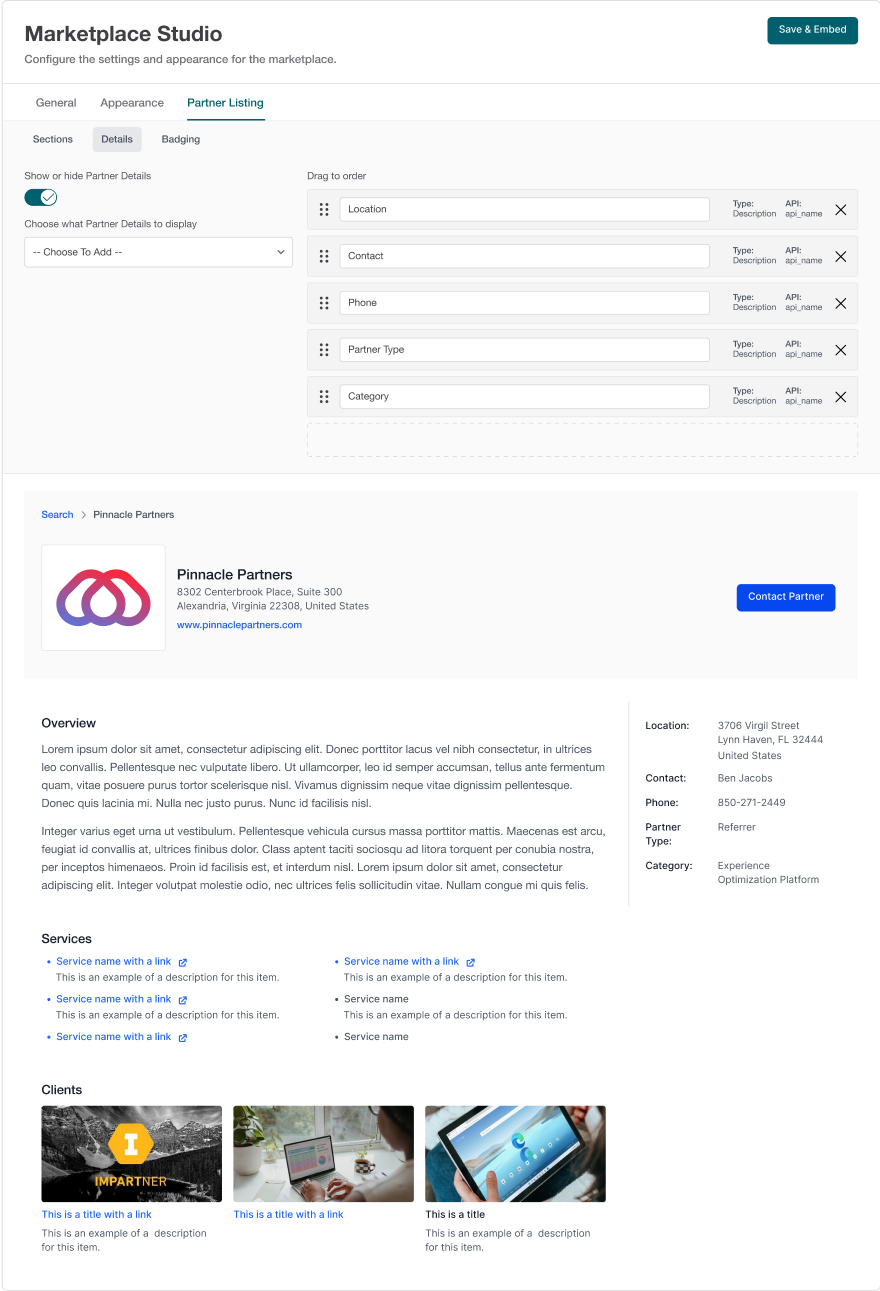 Marketplace Studio
Save & Embed
Configure the settings and appearance for the marketplace.
General
Appearance
Partner Listing
Sections
Details
Badging
Show or hide Partner Details
Choose what Partner Details to display
-- Choose To Add --
Drag to order
Location
Type:
Description
API:
api_name
Contact
Type:
Description
API:
api_name
Phone
Type:
Description
API:
api_name
Partner Type
Type:
Description
API:
api_name
Category
Type:
Description
API:
api_name
Search > Pinnacle Partners
Pinnacle Partners
8302 Centerbrook Place, Suite 300
Alexandria, Virginia 22308, United States
www.pinnaclepartners.com
Contact Partner
Overview
Lorem ipsum dolor sit amet, consectetur adipiscing elit. Donec porttitor lacus vel nibh consectetur, in ultrices
leo convallis. Pellentesque nec vulputate libero. Ut ullamcorper, leo id semper accumsan, tellus ante fermentum
quam, vitae posuere purus tortor scelerisque nisl. Vivamus dignissim neque vitae dignissim pellentesque.
Donec quis lacinia mi. Nulla nec justo purus. Nunc id facilisis nisl.
Integer varius eget urna ut vestibulum. Pellentesque vehicula cursus massa porttitor mattis. Maecenas est arcu,
feugiat id convallis at, ultrices finibus dolor. Class aptent taciti sociosqu ad litora torquent per conubia nostra,
per inceptos himenaeos. Proin id facilisis est, et interdum nisl. Lorem ipsum dolor sit amet, consectetur
adipiscing elit. Integer volutpat molestie odio, nec ultrices felis sollicitudin vitae. Nullam congue mi quis felis.
Location:
3706 Virgil Street
Lynn Haven, FL 32444
United States
Contact:
Ben Jacobs
Phone:
850-271-2449
Partner
Type:
Referrer
Category:
Experience
Optimization Platform
Services
• Service name with a link
This is an example of a description for this item.
• Service name with a link
This is an example of a description for this item.
• Service name with a link
• Service name with a link
This is an example of a description for this item.
• Service name
This is an example of a description for this item.
• Service name
Clients
I
IMPARTNER
This is a title with a link
This is an example of a description
for this item.
This is a title with a link
This is a title
This is an example of a description
for this item.